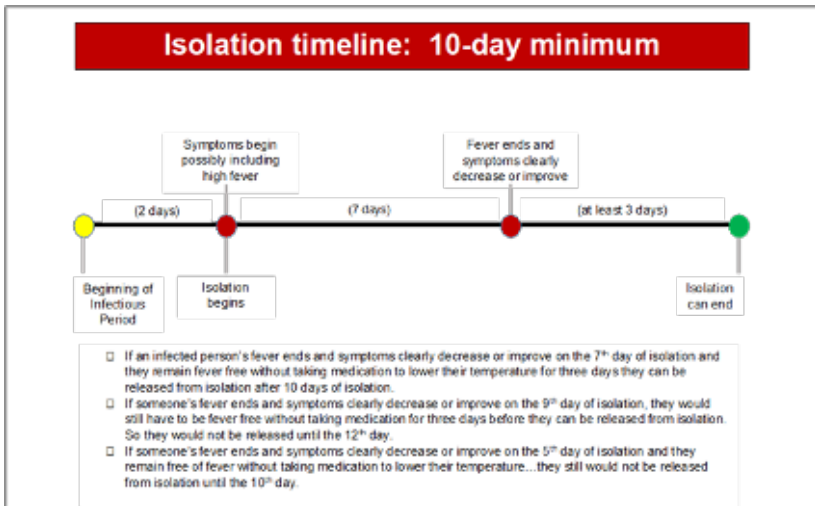 Isolation timeline: 10-day minimum
Symptoms begin
possibly including
high fever
Fever ends and
symptoms clearly
decrease or improve
(2 days)
(7 days)
(at least 3 days)
Beginning of
Infectious
Period
Isolation
begins
Isolation
can end
If an infected person's fever ends and symptoms clearly decrease or improve on the 7th day of isolation and
they remain fever free without taking medication to lower their temperature for three days they can be
released from isolation after 10 days of isolation.
If someone's fever ends and symptoms clearly decrease or improve on the 9th day of isolation, they would
still have to be fever free without taking medication for three days before they can be released from isolation.
So they would not be released until the 12th day.
If someone's fever ends and symptoms clearly decrease or improve on the 5th day of isolation and they
remain free of fever without taking medication to lower their temperature...they still would not be released
from isolation until the 10th day.